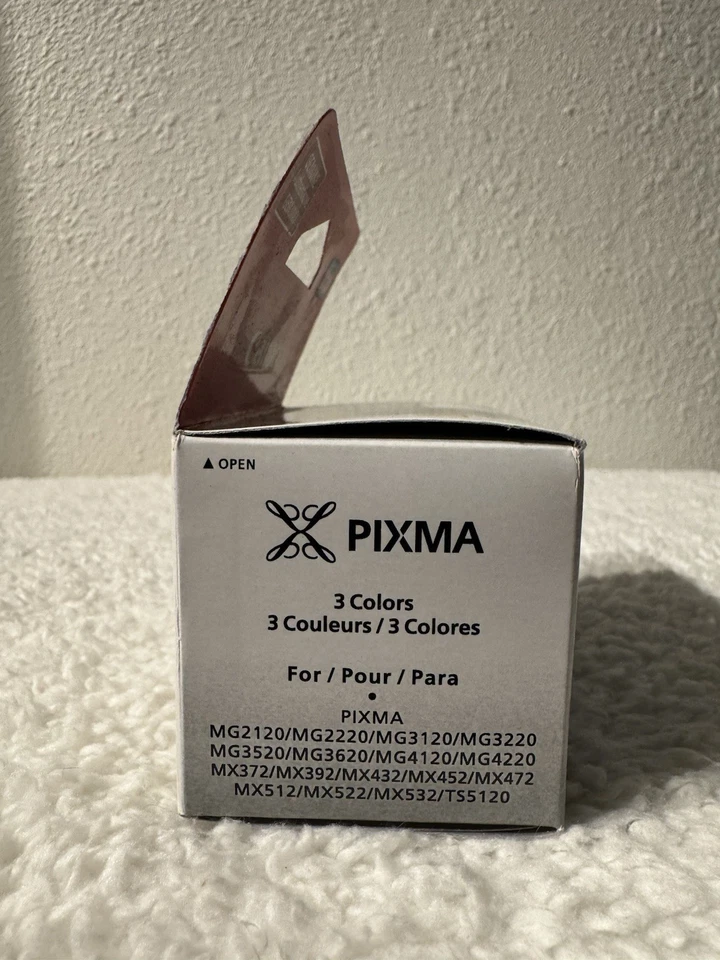 ▲ OPEN
PIXMA
3 Colors
3 Couleurs / 3 Colores
For / Pour / Para
•
PIXMA
MG2120/MG2220/MG3120/MG3220
MG3520/MG3620/MG4120/MG4220
MX372/MX392/MX432/MX452/MX472
MX512/MX522/MX532/TS5120